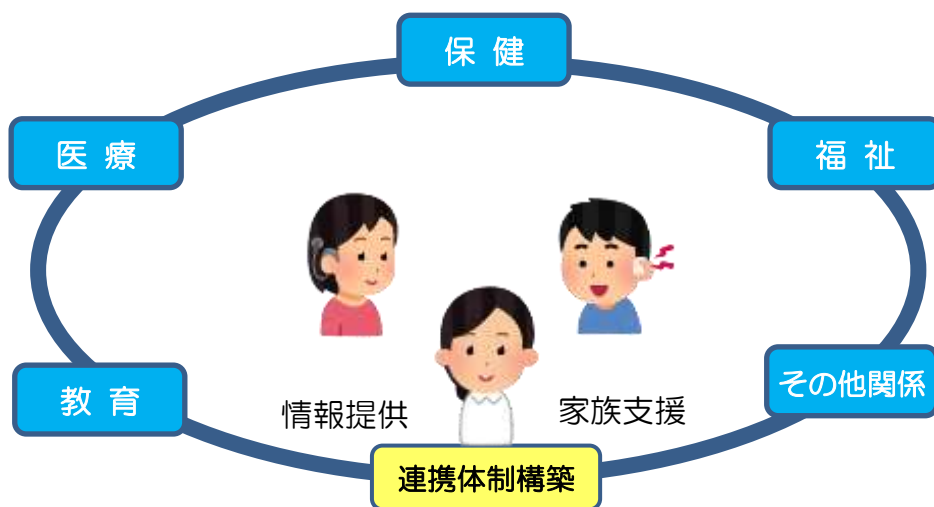 保 健
医 療
福 祉
教 育
情報提供
家族支援
その他関係
連携体制構築